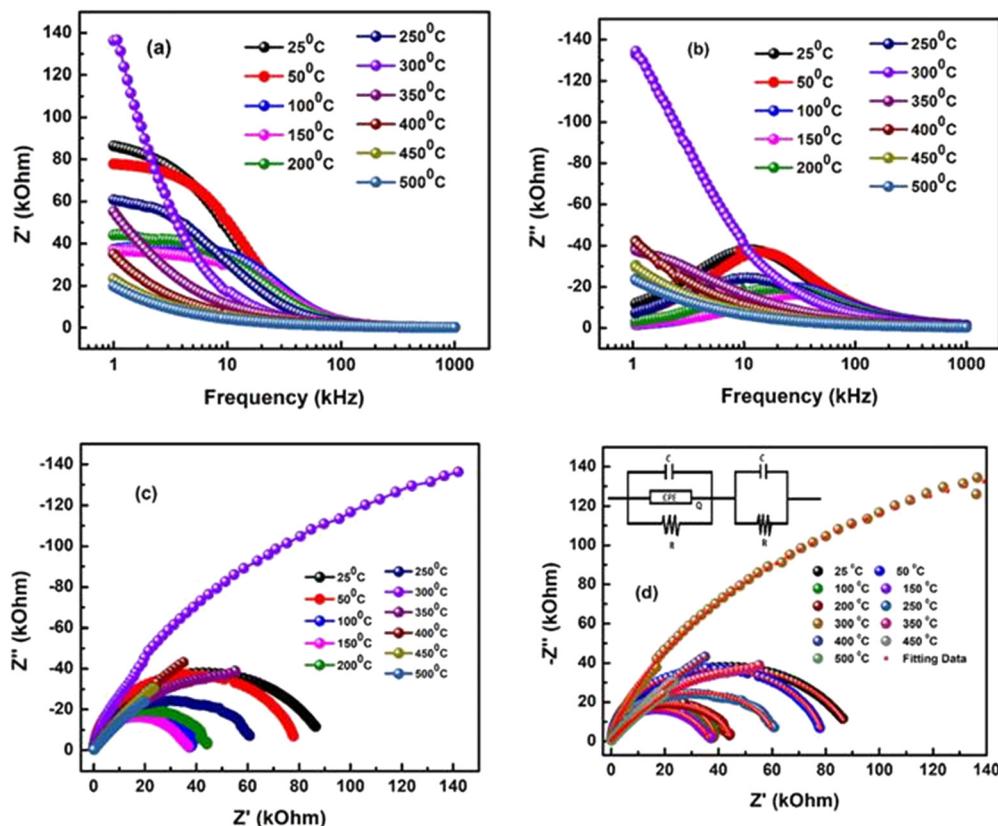 (a)
140
120
100
80
60
40
20
0
Z' (kOhm)
25⁰C
50⁰C
100⁰C
150⁰C
200⁰C
250⁰C
300⁰C
350⁰C
400⁰C
450⁰C
500⁰C
1 10 100 1000
Frequency (kHz)
(b)
-140
-120
-100
-80
-60
-40
-20
0
Z'' (kOhm)
25⁰C
50⁰C
100⁰C
150⁰C
200⁰C
250⁰C
300⁰C
350⁰C
400⁰C
450⁰C
500⁰C
1 10 100 1000
Frequency (kHz)
(c)
-140
-120
-100
-80
-60
-40
-20
0
Z'' (kOhm)
25⁰C
50⁰C
100⁰C
150⁰C
200⁰C
250⁰C
300⁰C
350⁰C
400⁰C
450⁰C
500⁰C
0 20 40 60 80 100 120 140
Z' (kOhm)
140
120
100
80
60
40
20
0
-Z'' (kOhm)
C C
CPE
Q
R R
(d)
25 °C 50 °C
100 °C 150 °C
200 °C 250 °C
300 °C 350 °C
400 °C 450 °C
500 °C Fitting Data
0 20 40 60 80 100 120 140
Z' (kOhm)